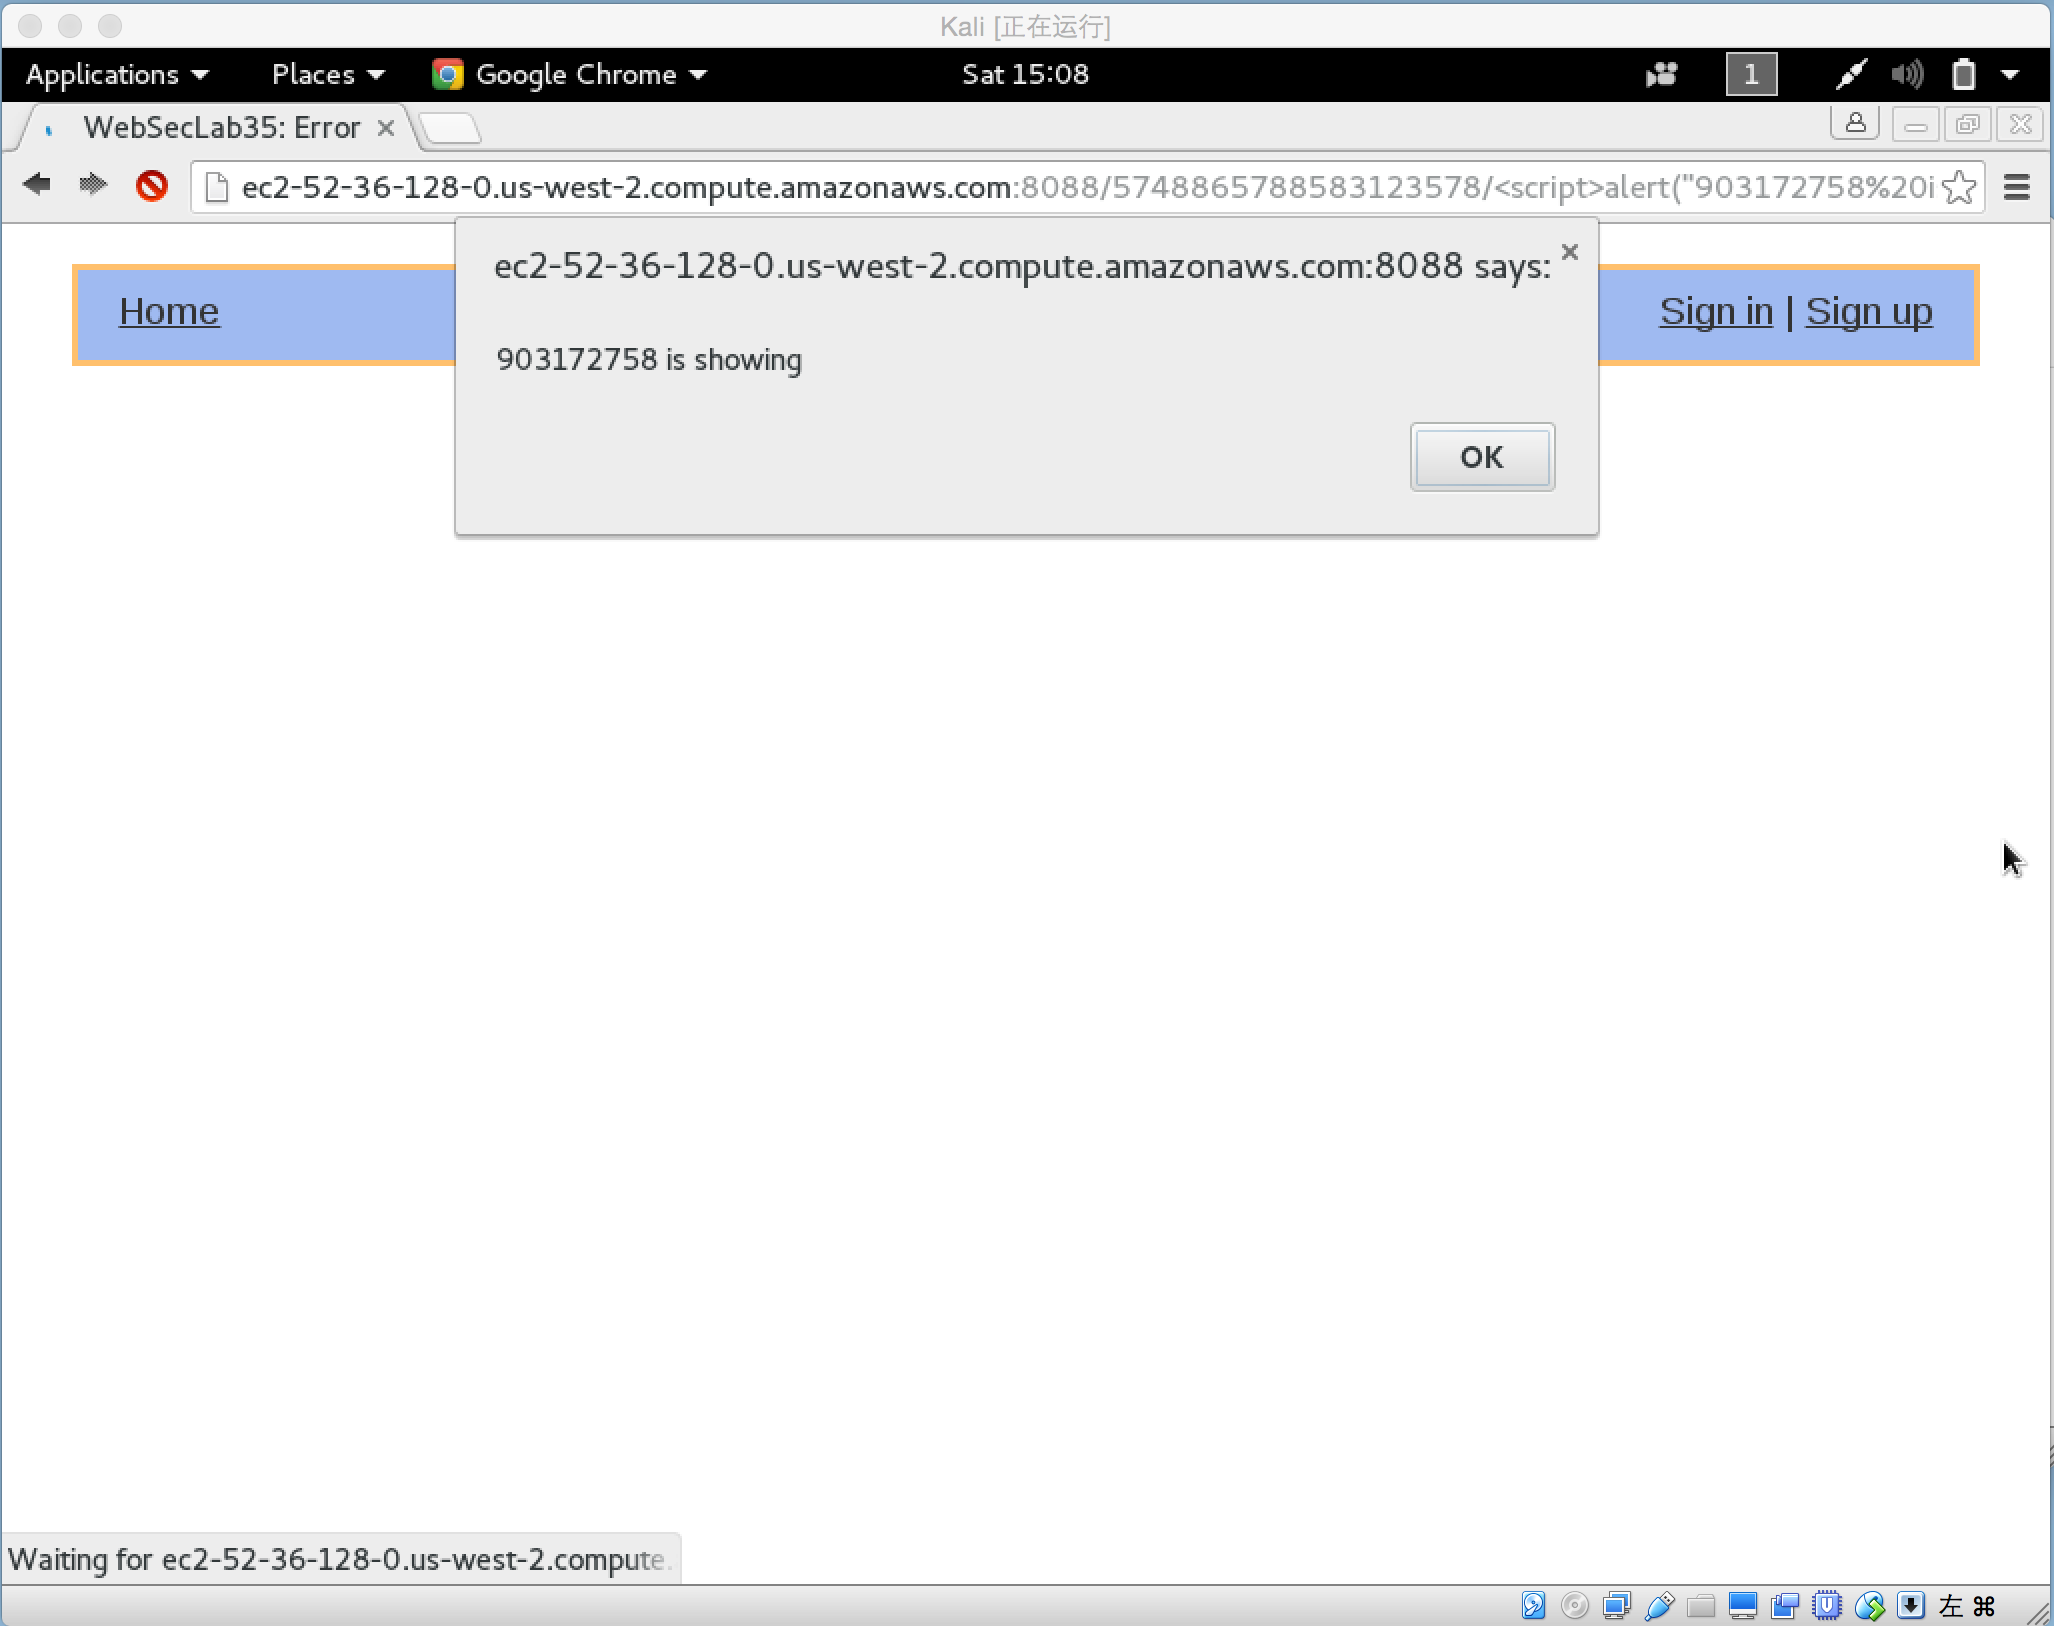 Kali [正在运行]
Applications Places Google Chrome Sat 15:08 1
WebSecLab35: Error
ec2-52-36-128-0.us-west-2.compute.amazonaws.com:8088/5748865788583123578/<script>alert("903172758%20i
ec2-52-36-128-0.us-west-2.compute.amazonaws.com:8088 says:
Home
Sign in | Sign up
903172758 is showing
OK
Waiting for ec2-52-36-128-0.us-west-2.compute.
左 ⌘